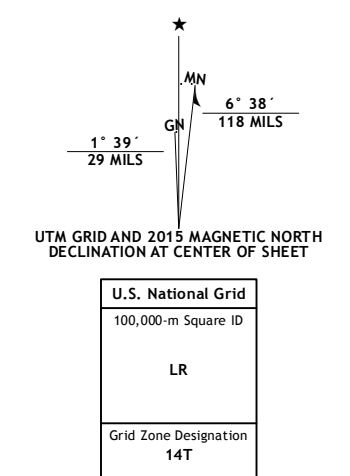 ★
MN
GN
6° 38´
118 MILS
1° 39´
29 MILS
UTM GRID AND 2015 MAGNETIC NORTH
DECLINATION AT CENTER OF SHEET
U.S. National Grid
100,000-m Square ID
LR
Grid Zone Designation
14T